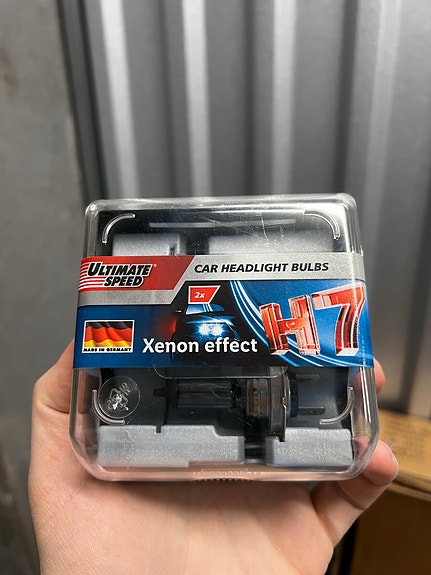 ULTIMATE SPEED®
CAR HEADLIGHT BULBS
2x
H7
MADE IN GERMANY
Xenon effect